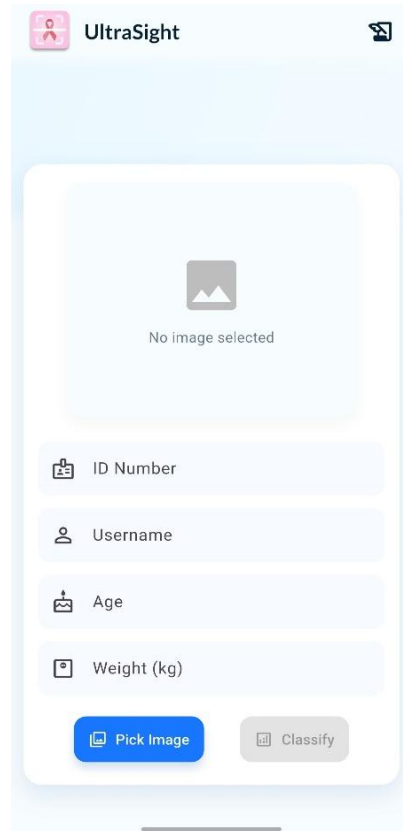 UltraSight
No image selected
ID Number
Username
Age
Weight (kg)
Pick Image
Classify